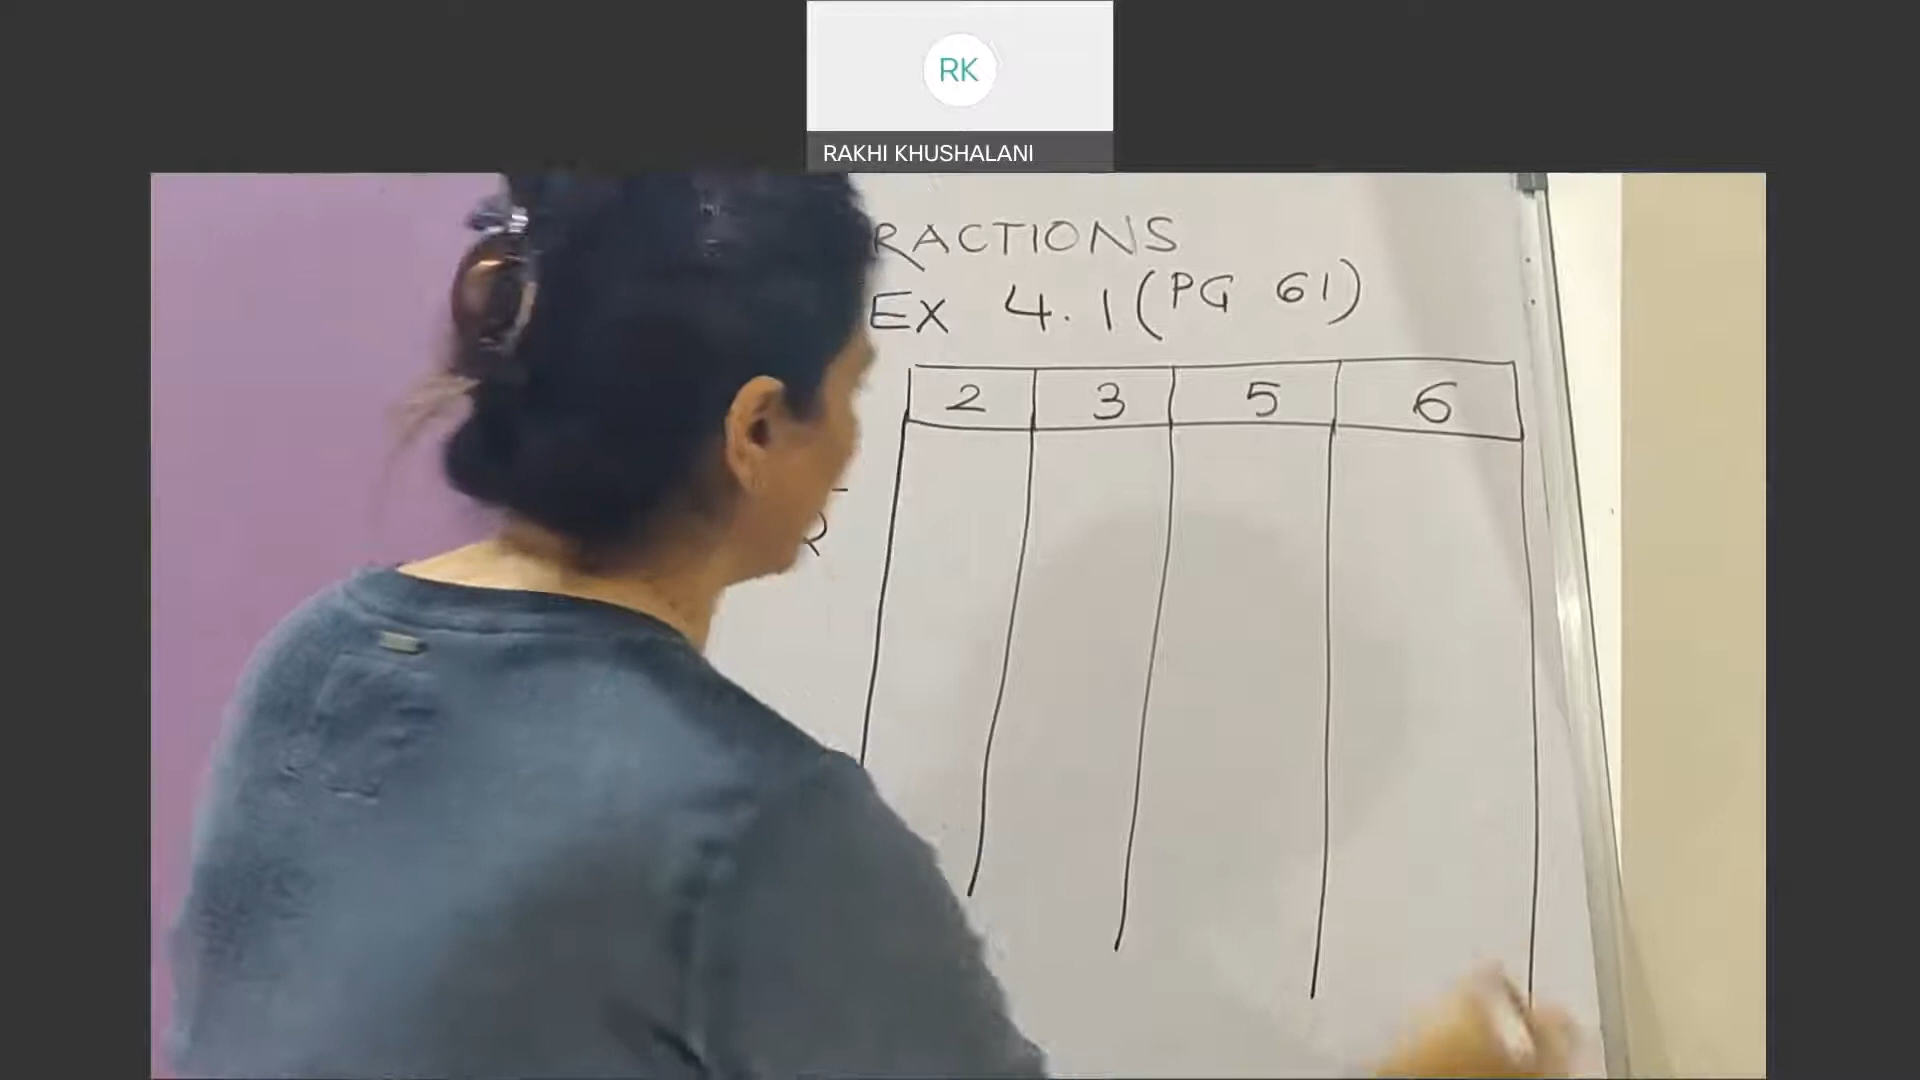 RK
RAKHI KHUSHALANI
RACTIONS
Ex 4.1 (PG 61)
2 3 5 6